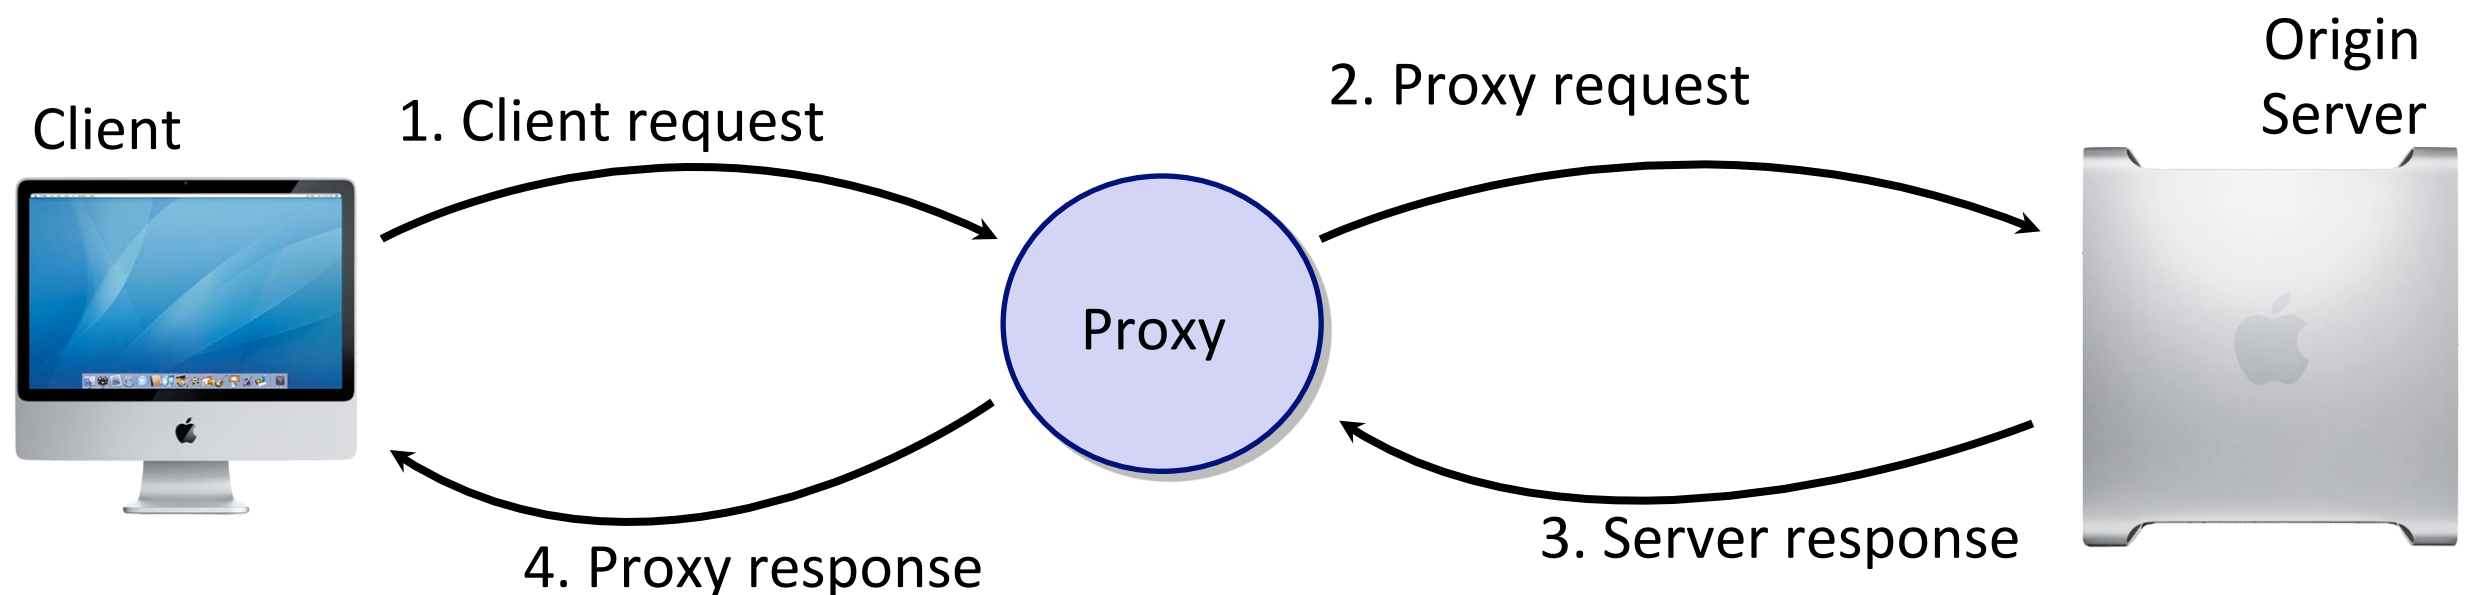 Origin
Server
Client
1. Client request
2. Proxy request
Proxy
3. Server response
4. Proxy response